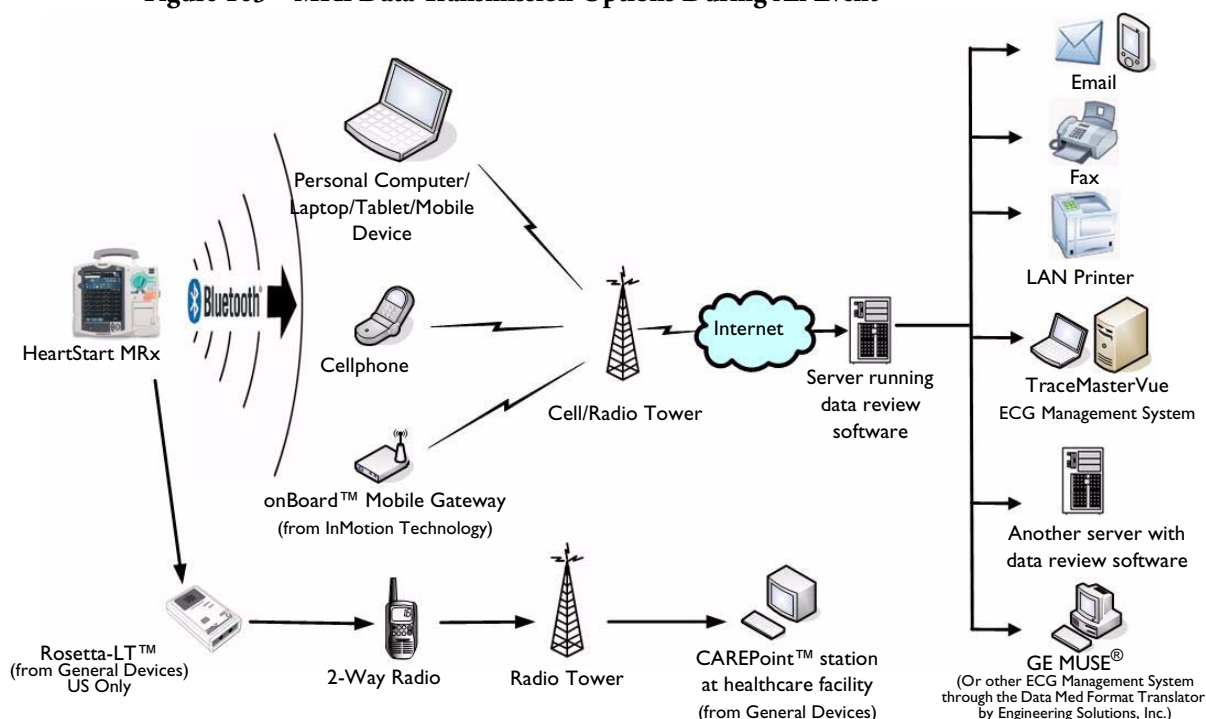 Figure 103 MRx Data Transmission Options During An Event
Email
Fax
LAN Printer
TraceMasterVue
ECG Management System
Another server with
data review software
GE MUSE®
(Or other ECG Management System
through the Data Med Format Translator
by Engineering Solutions, Inc.)
Personal Computer/
Laptop/Tablet/Mobile
Device
Bluetooth®
HeartStart MRx
Cellphone
Cell/Radio Tower
Internet
Server running
data review
software
onBoard™ Mobile Gateway
(from InMotion Technology)
Rosetta-LT™
(from General Devices)
US Only
2-Way Radio
Radio Tower
CAREPoint™ station
at healthcare facility
(from General Devices)